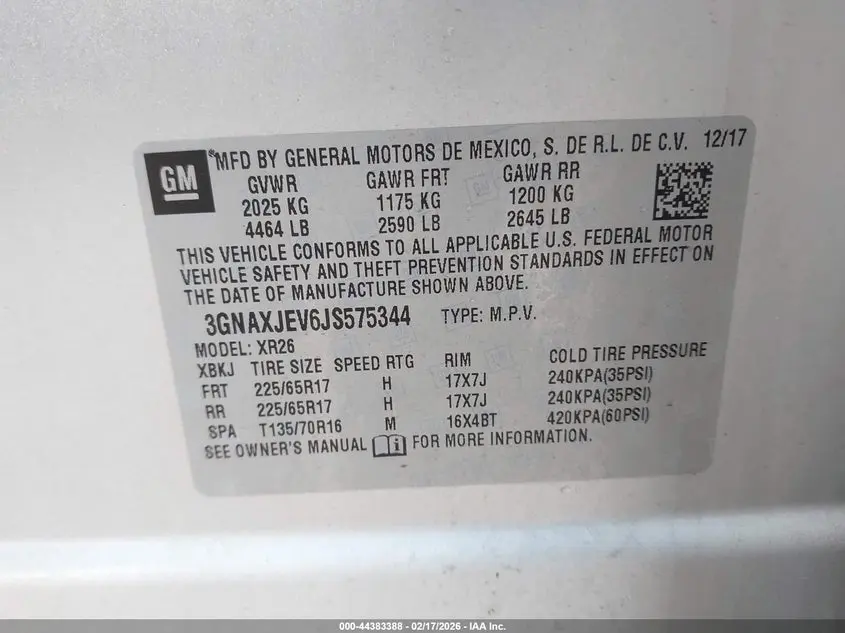 GM
*MFD BY GENERAL MOTORS DE MEXICO, S. DE R.L. DE C.V. 12/17
GVWR GAWR FRT GAWR RR
2025 KG 1175 KG 1200 KG
4464 LB 2590 LB 2645 LB
THIS VEHICLE CONFORMS TO ALL APPLICABLE U.S. FEDERAL MOTOR
VEHICLE SAFETY AND THEFT PREVENTION STANDARDS IN EFFECT ON
THE DATE OF MANUFACTURE SHOWN ABOVE.
3GNAXJEV6JS575344 TYPE: M.P.V.
MODEL: XR26
XBKJ TIRE SIZE SPEED RTG RIM COLD TIRE PRESSURE
FRT 225/65R17 H 17X7J 240KPA(35PSI)
RR 225/65R17 H 17X7J 240KPA(35PSI)
SPA T135/70R16 M 16X4BT 420KPA(60PSI)
SEE OWNER'S MANUAL FOR MORE INFORMATION.
000-44383388 - 02/17/2026 - IAA Inc.